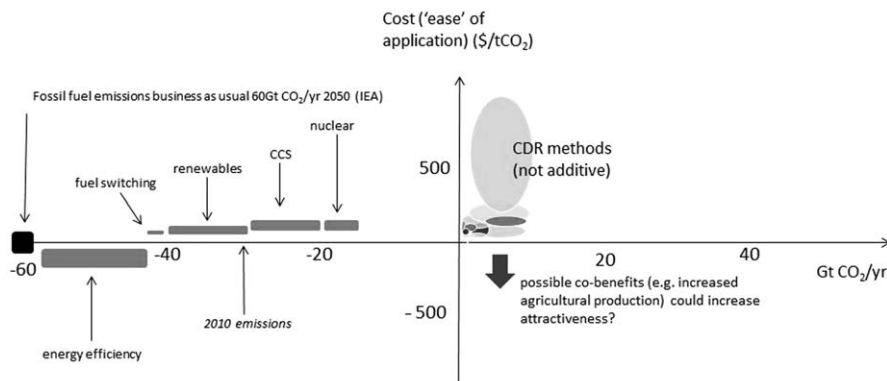 Cost (‘ease’ of
application) ($/tCO₂)
Fossil fuel emissions business as usual 60Gt CO₂/yr 2050 (IEA)
nuclear
CCS
renewables
fuel switching
500
CDR methods
(not additive)
-60
-40
-20
20
40
Gt CO₂/yr
- 500
possible co-benefits (e.g. increased
agricultural production) could increase
attractiveness?
2010 emissions
energy efficiency